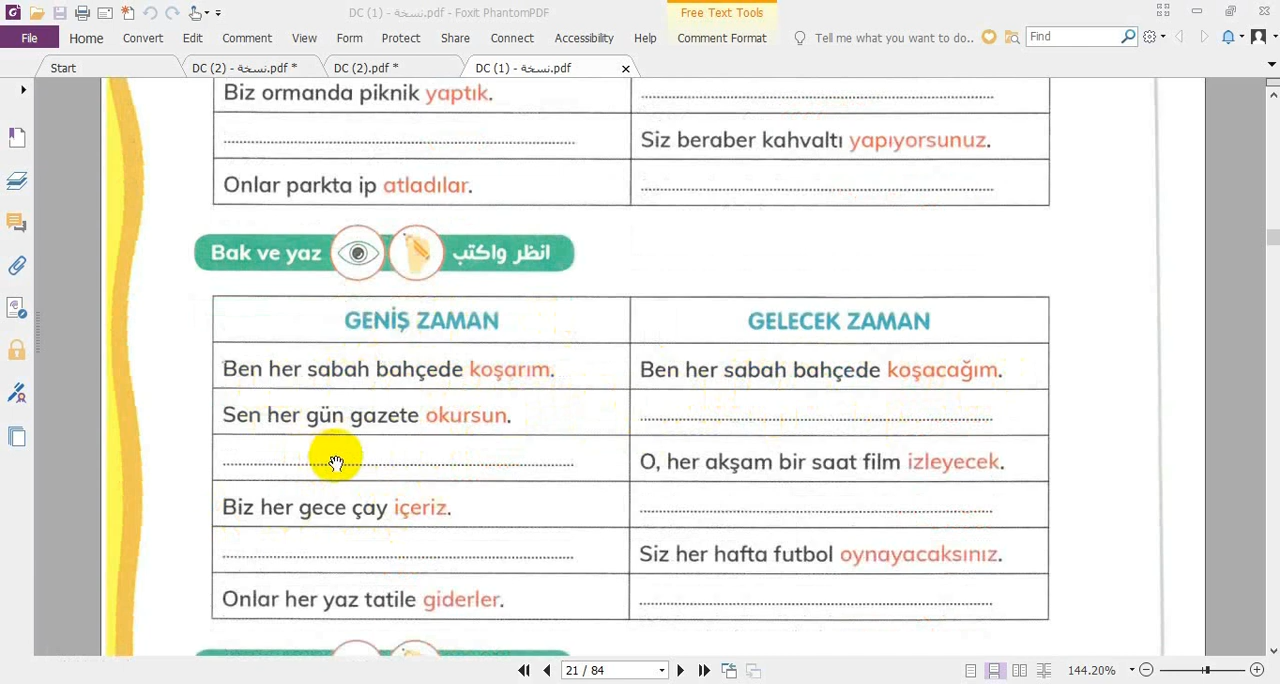 DC (1) - نسخة.pdf - Foxit PhantomPDF
Free Text Tools
File Home Convert Edit Comment View Form Protect Share Connect Accessibility Help Comment Format Tell me what you want to do.. Find
Start DC (2) - نسخة.pdf * DC (2).pdf * DC (1) - نسخة.pdf
Biz ormanda piknik yaptık.
Siz beraber kahvaltı yapıyorsunuz.
Onlar parkta ip atladılar.
Bak ve yaz انظر واكتب
GENİŞ ZAMAN GELECEK ZAMAN
Ben her sabah bahçede koşarım. Ben her sabah bahçede koşacağım.
Sen her gün gazete okursun.
O, her akşam bir saat film izleyecek.
Biz her gece çay içeriz.
Siz her hafta futbol oynayacaksınız.
Onlar her yaz tatile giderler.
21 / 84 144.20%